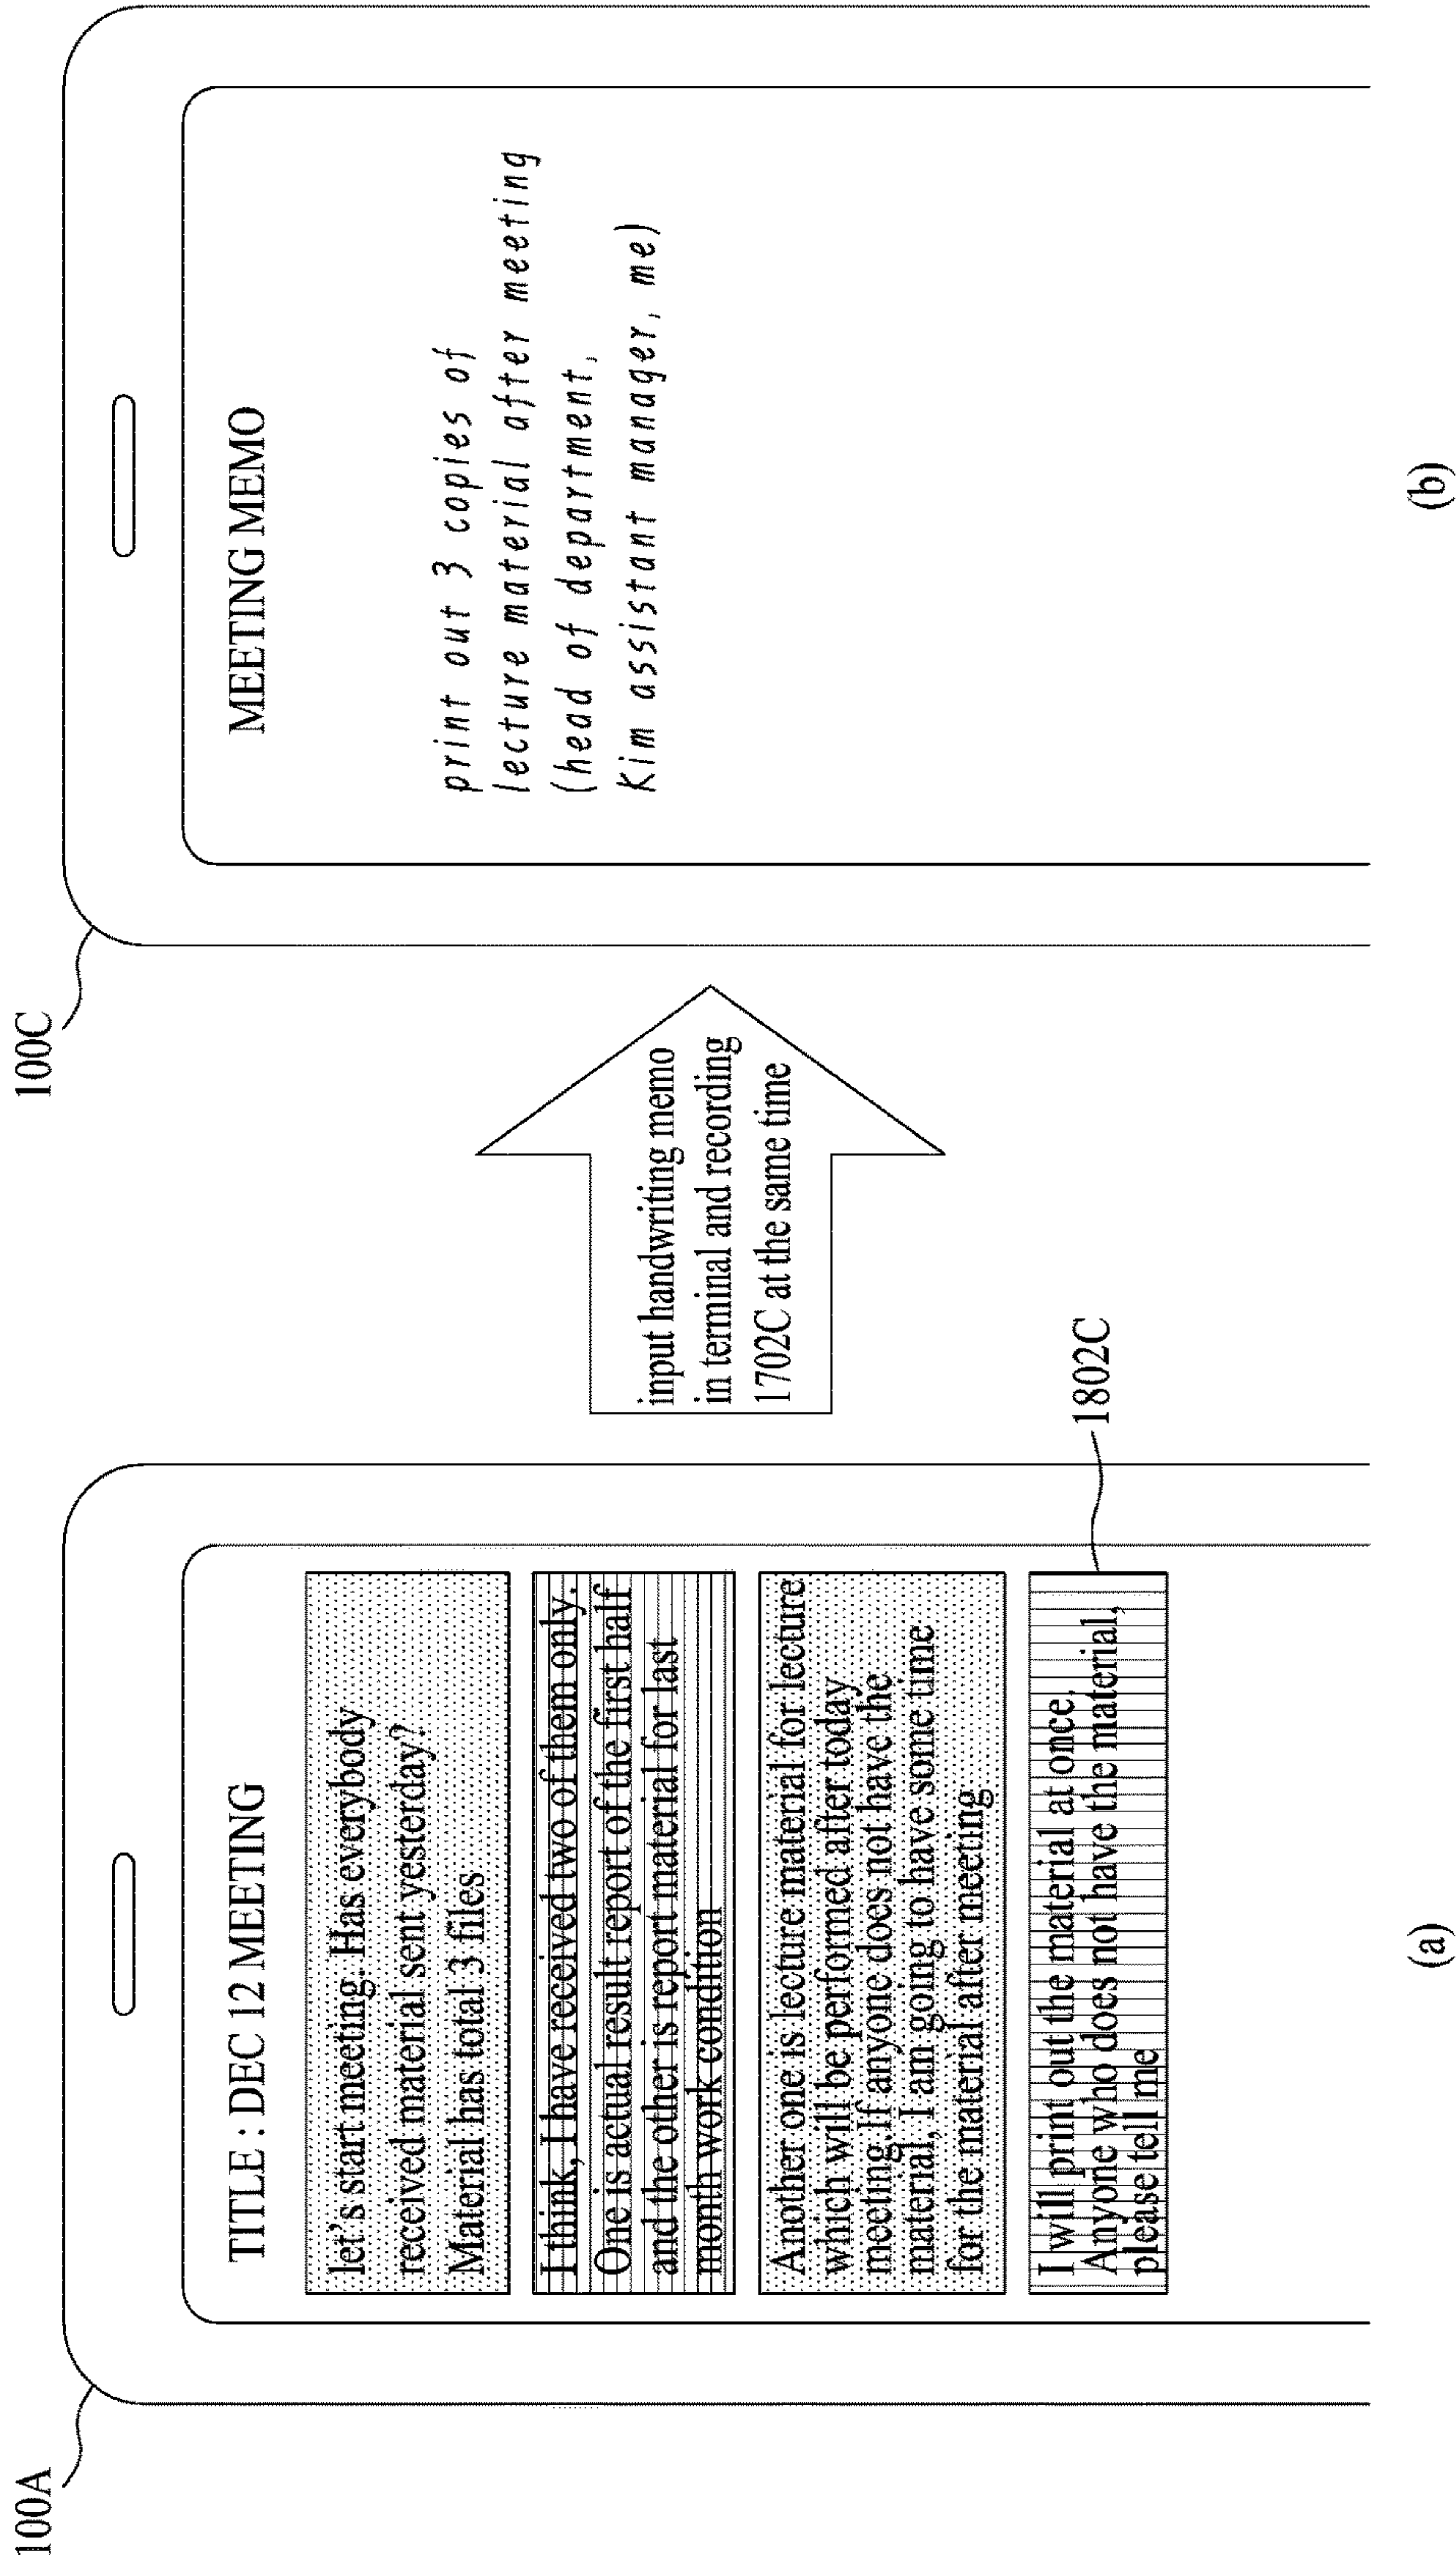 100A
TITLE : DEC 12 MEETING
let's start meeting. Has everybody
received material sent yesterday?
Material has total 3 files
I think, I have received two of them only.
One is actual result report of the first half
and the other is report material for last
month work condition
Another one is lecture material for lecture
which will be performed after today
meeting.If anyone does not have the
material, I am going to have some time
for the material after meeting
I will print out the material at once,
Anyone who does not have the material,
please tell me
1802C
(a)
input handwriting memo
in terminal and recording
1702C at the same time
100C
MEETING MEMO
print out 3 copies of
lecture material after meeting
(head of department,
Kim assistant manager, me)
(b)